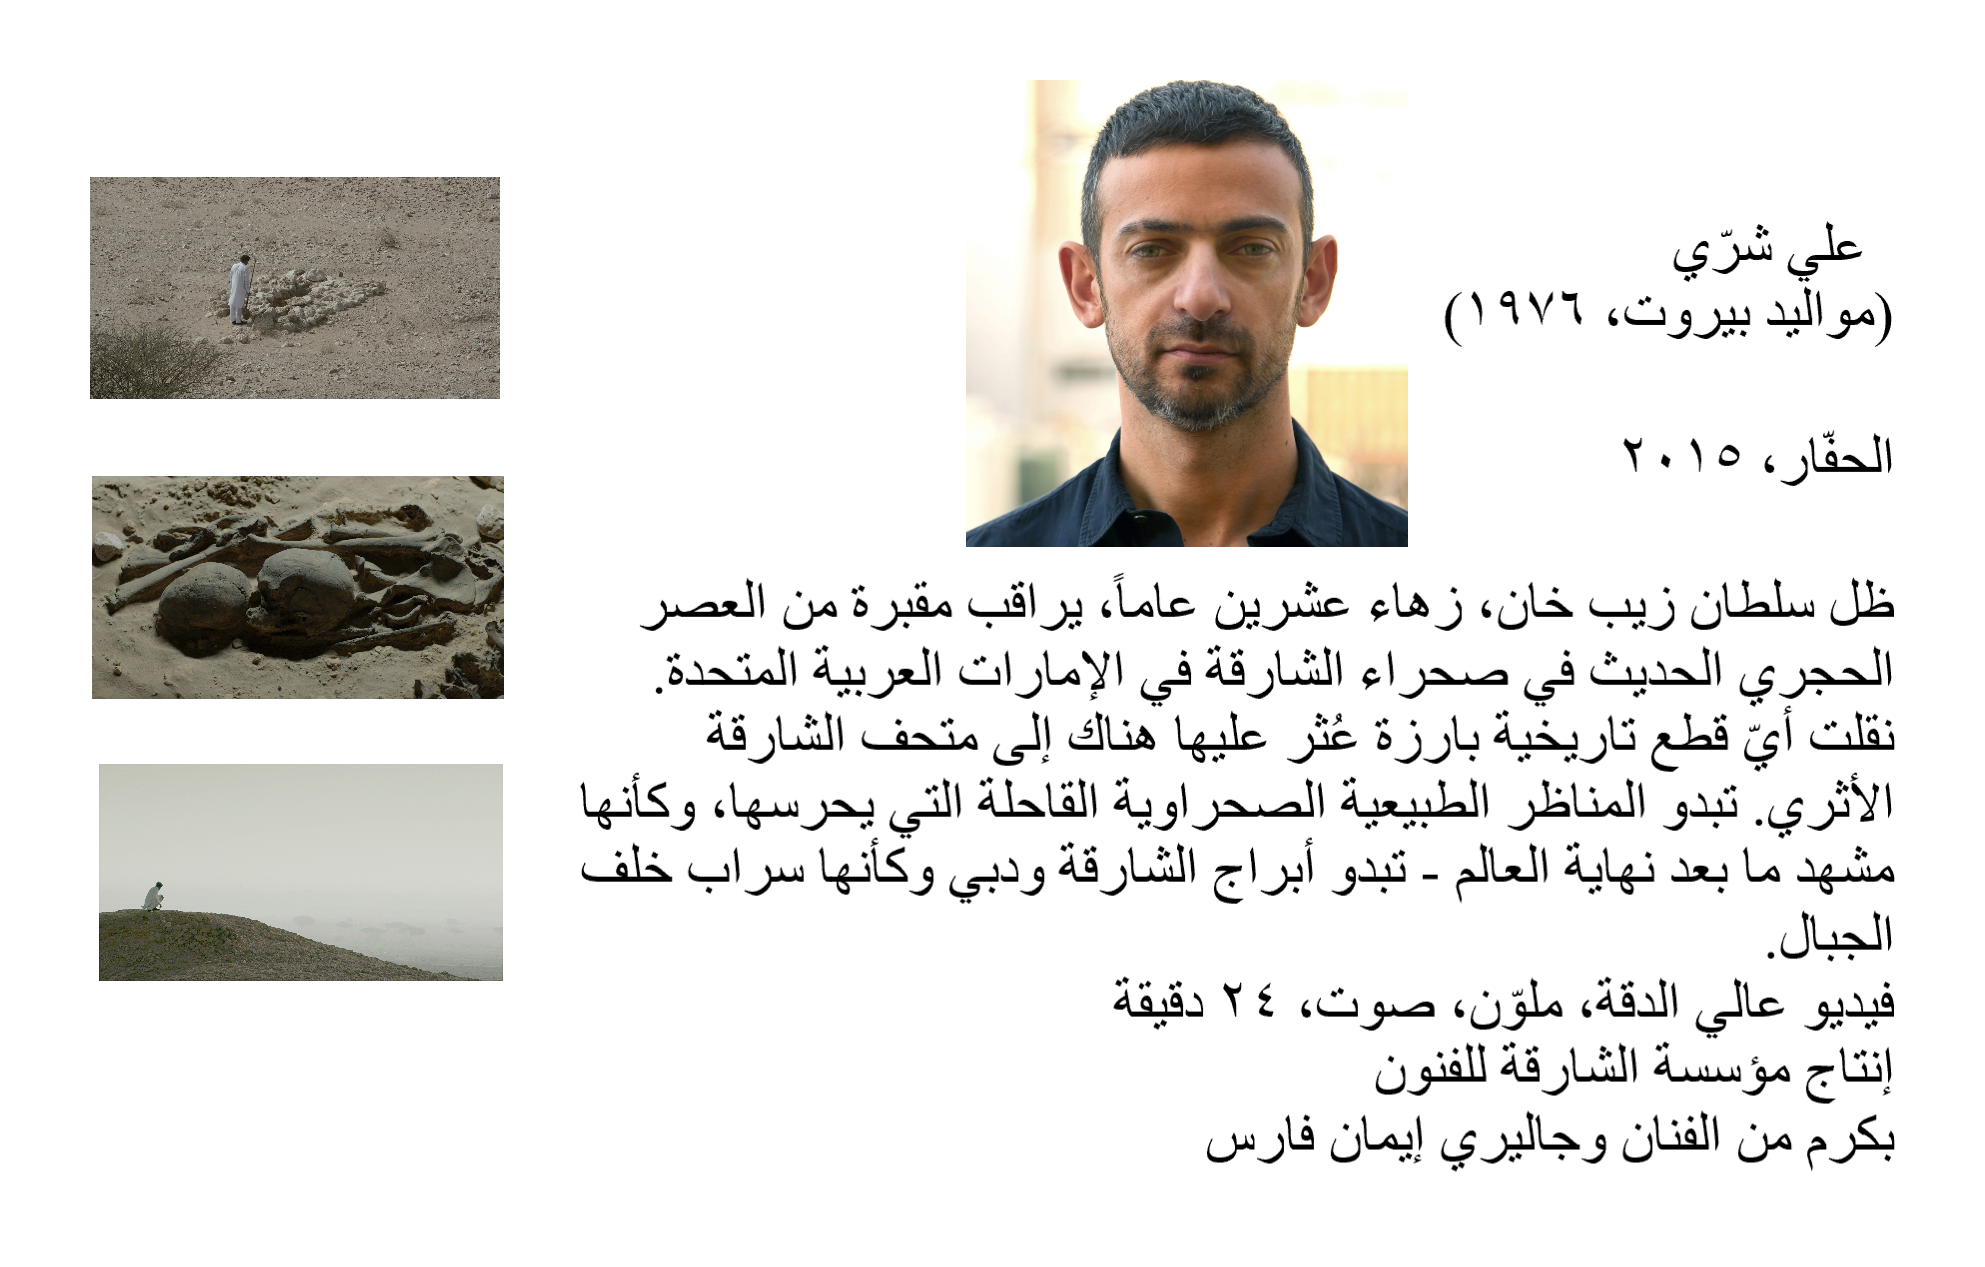 علي شرّي
(مواليد بيروت، ١٩٧٦)
الحفّار، ٢٠١٥
ظل سلطان زيب خان، زهاء عشرين عاماً، يراقب مقبرة من العصر
الحجري الحديث في صحراء الشارقة في الإمارات العربية المتحدة.
نقلت أيّ قطع تاريخية بارزة عُثر عليها هناك إلى متحف الشارقة
الأثري. تبدو المناظر الطبيعية الصحراوية القاحلة التي يحرسها، وكأنها
مشهد ما بعد نهاية العالم - تبدو أبراج الشارقة ودبي وكأنها سراب خلف
الجبال.
فيديو عالي الدقة، ملوّن، صوت، ٢٤ دقيقة
إنتاج مؤسسة الشارقة للفنون
بكرم من الفنان وجاليري إيمان فارس